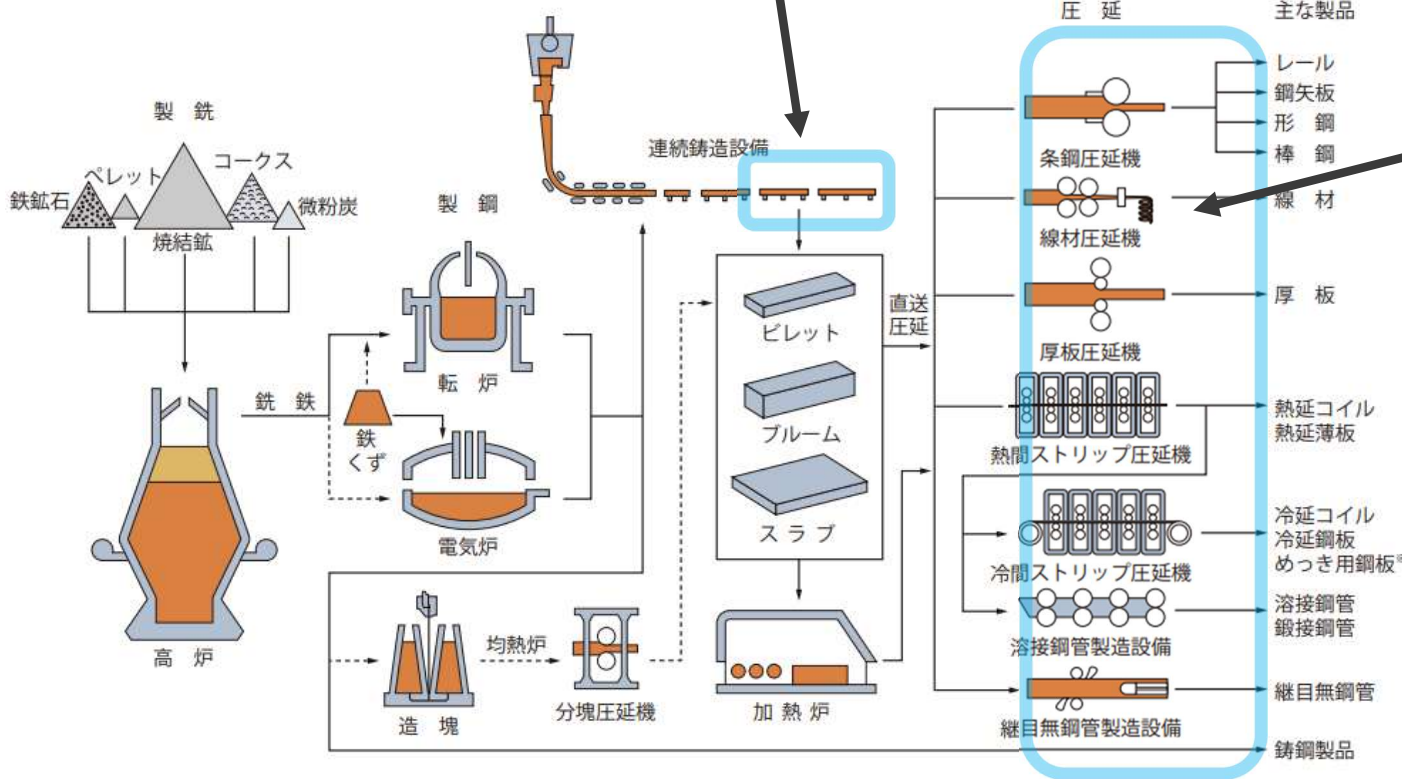 圧 延
主な製品
製 銑
鉄鉱石
ペレット
コークス
微粉炭
焼結鉱
高 炉
銑 鉄
製 鋼
転 炉
鉄
くず
電気炉
連続鋳造設備
造 塊
均熱炉
分塊圧延機
ビレット
ブルーム
スラブ
加熱炉
直送
圧延
条鋼圧延機
線材圧延機
厚板圧延機
熱間ストリップ圧延機
冷間ストリップ圧延機
溶接鋼管製造設備
継目無鋼管製造設備
レール
鋼矢板
形 鋼
棒 鋼
線 材
厚 板
熱延コイル
熱延薄板
冷延コイル
冷延鋼板
めっき用鋼板
溶接鋼管
鍛接鋼管
継目無鋼管
鋳鋼製品